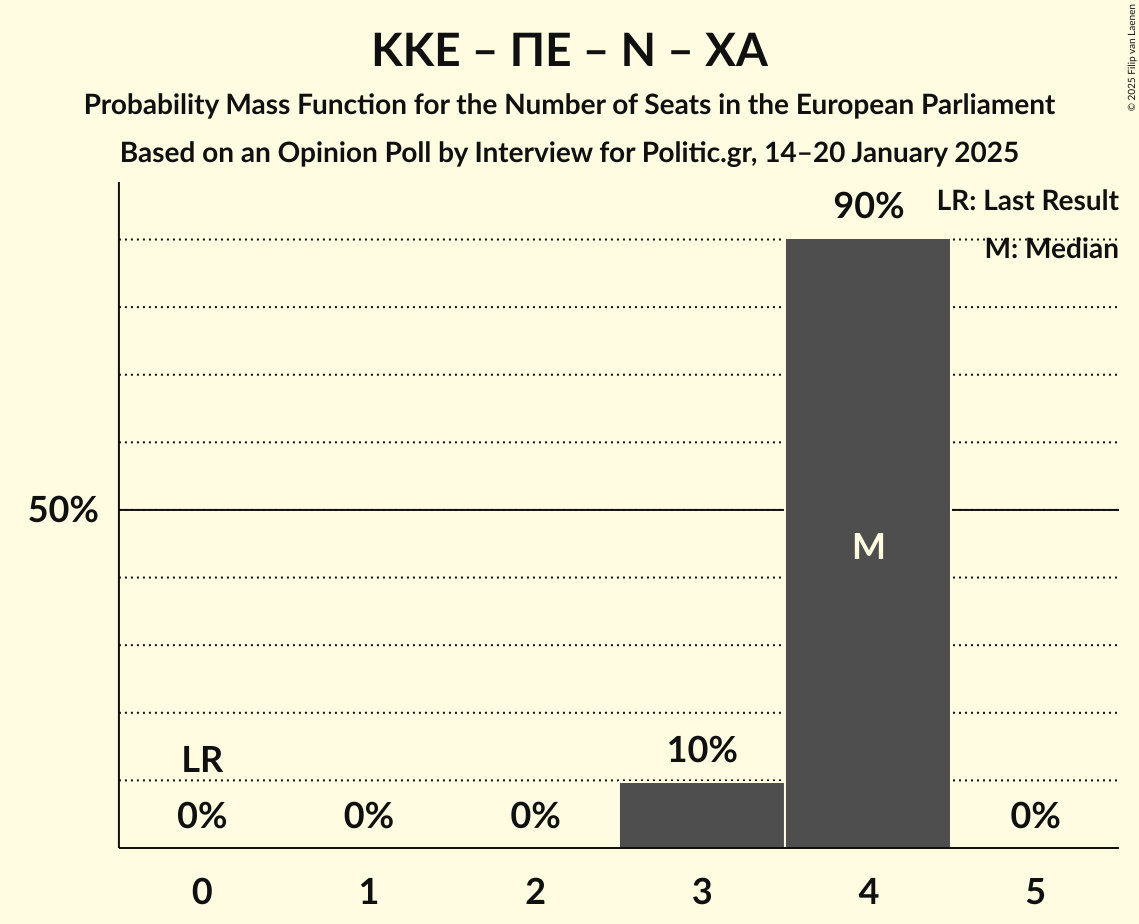 ΚΚΕ – ΠΕ – Ν – ΧΑ
Probability Mass Function for the Number of Seats in the European Parliament
Based on an Opinion Poll by Interview for Politic.gr, 14–20 January 2025
© 2025 Filip van Laenen
LR: Last Result
M: Median
90%
50%
M
10%
LR
0% 0% 0% 0%
0 1 2 3 4 5